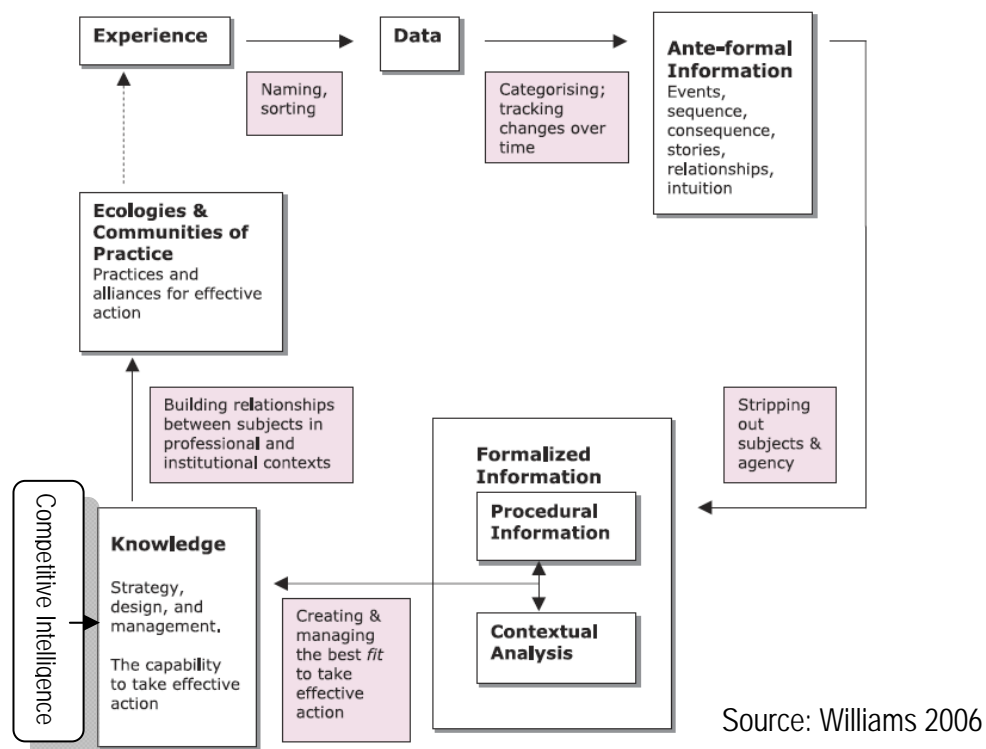 Experience
Naming,
sorting
Data
Categorising;
tracking
changes over
time
Ante-formal
Information
Events,
sequence,
consequence,
stories,
relationships,
intuition
Ecologies &
Communities of
Practice
Practices and
alliances for effective
action
Building relationships
between subjects in
professional and
institutional contexts
Stripping
out
subjects &
agency
Formalized
Information
Procedural
Information
Contextual
Analysis
Creating &
managing
the best fit
to take
effective
action
Competitive Intelligence
Knowledge
Strategy,
design, and
management.
The capability
to take effective
action
Source: Williams 2006